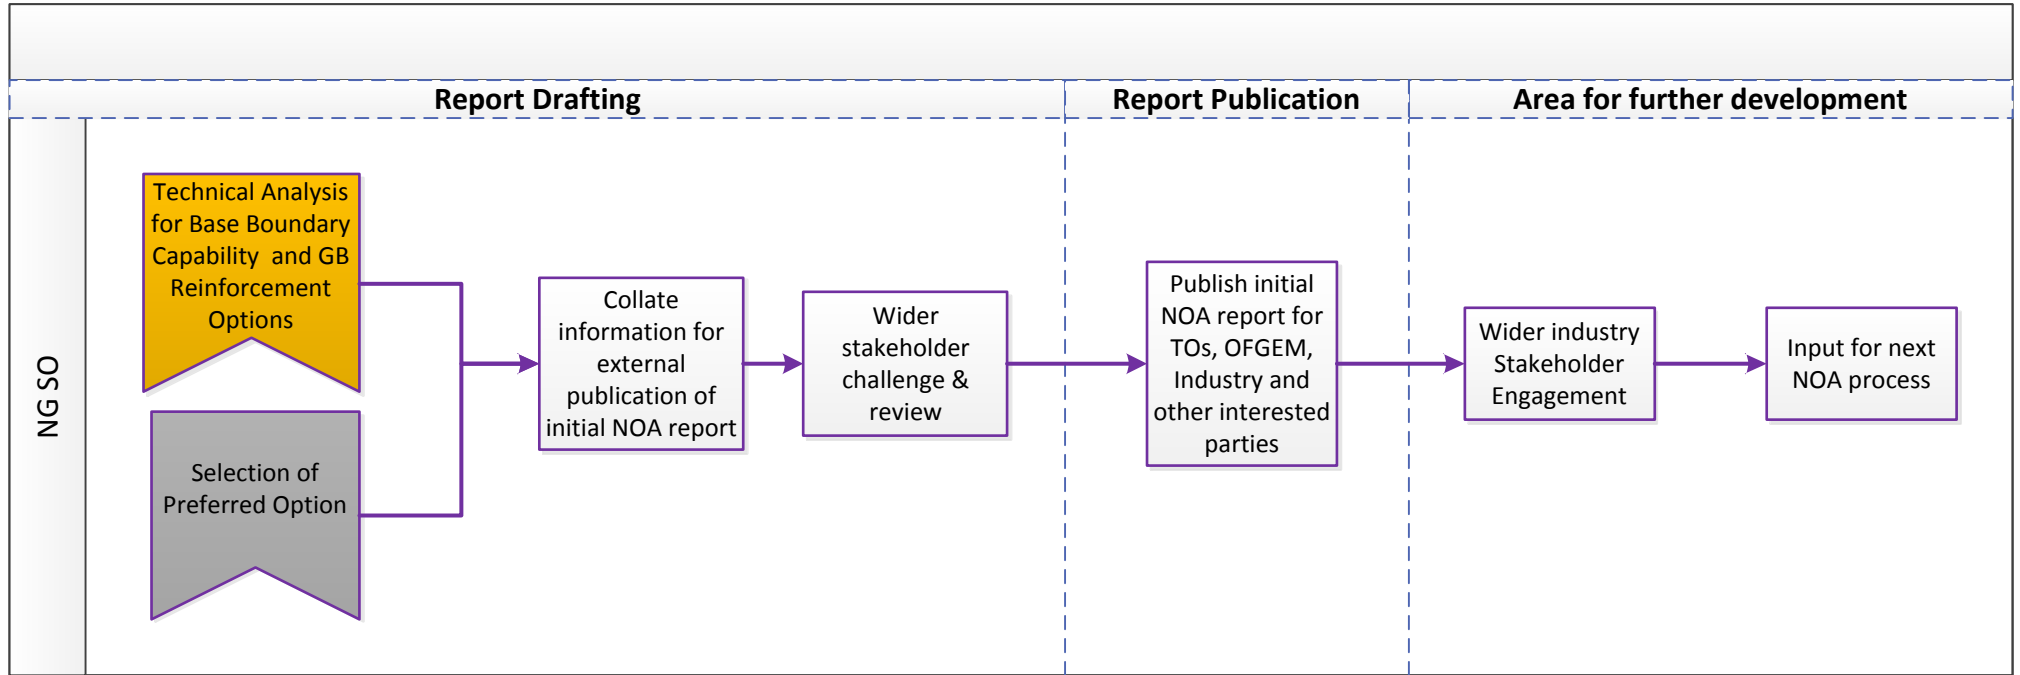 Report Drafting
Report Publication
Area for further development
NG SO
Technical Analysis
for Base Boundary
Capability and GB
Reinforcement
Options
Selection of
Preferred Option
Collate
information for
external
publication of
initial NOA report
Wider
stakeholder
challenge &
review
Publish initial
NOA report for
TOs, OFGEM,
Industry and
other interested
parties
Wider industry
Stakeholder
Engagement
Input for next
NOA process